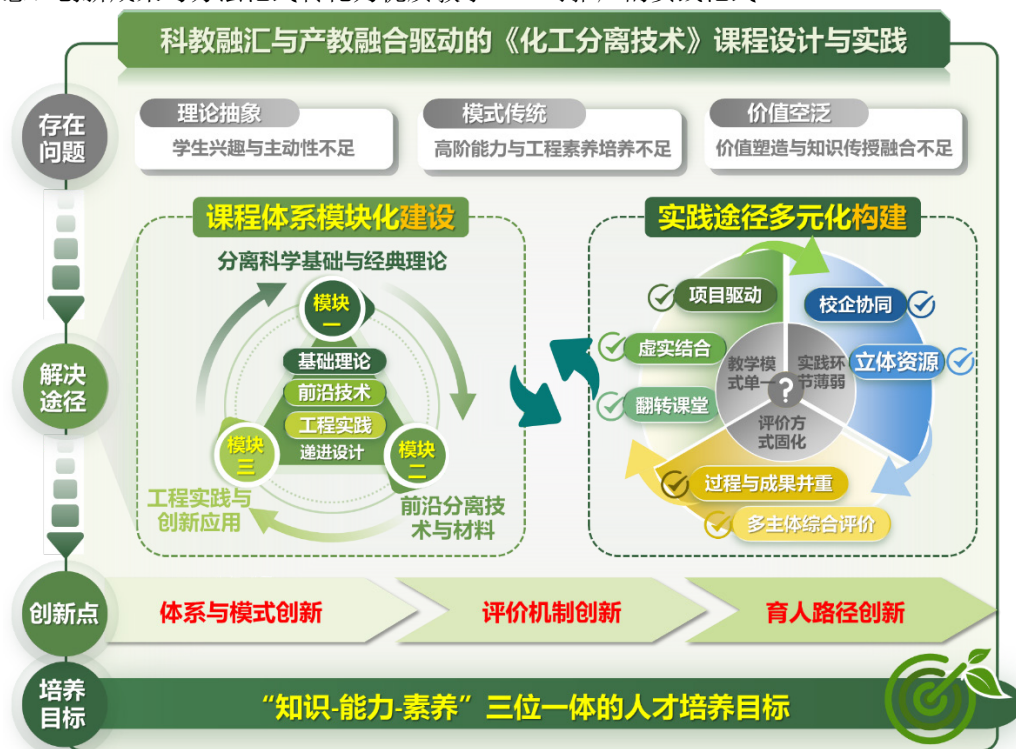 科教融汇与产教融合驱动的《化工分离技术》课程设计与实践
存在
问题
理论抽象
学生兴趣与主动性不足
模式传统
高阶能力与工程素养培养不足
价值空泛
价值塑造与知识传授融合不足
解决
途径
课程体系模块化建设
分离科学基础与经典理论
模块
一
基础理论
前沿技术
工程实践
递进设计
模块
三
模块
二
工程实践与
创新应用
前沿分离技
术与材料
实践途径多元化构建
项目驱动
虚实结合
翻转课堂
校企协同
立体资源
教学模
式单一
实践环
节薄弱
?
评价方
式固化
过程与成果并重
多主体综合评价
创新点
体系与模式创新
评价机制创新
育人路径创新
培养
目标
“知识-能力-素养”三位一体的人才培养目标